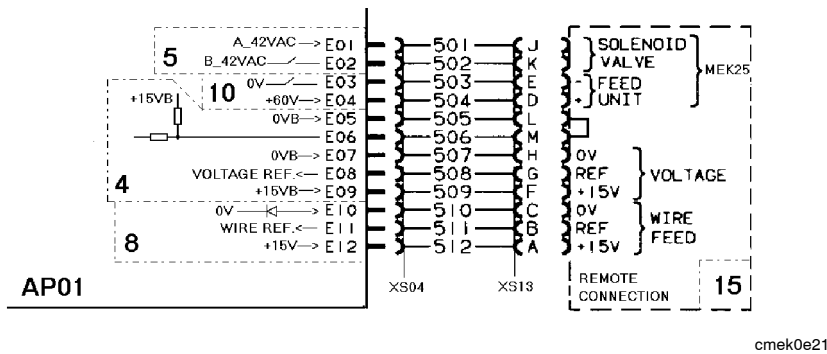 A_42VAC E01 501 J SOLENOID
5 B_42VAC E02 502 K VALVE MEK25
10 0V E03 503 E - FEED
+15VB +60V E04 504 D + UNIT
0VB E05 505 L
E06 506 M
0VB E07 507 H 0V
4 VOLTAGE REF. E08 508 G REF VOLTAGE
+15VB E09 509 F +15V
0V E10 510 C 0V WIRE
8 WIRE REF. E11 511 B REF FEED
+15V E12 512 A +15V
AP01 XS04 XS13 REMOTE 15
CONNECTION
cmek0e21